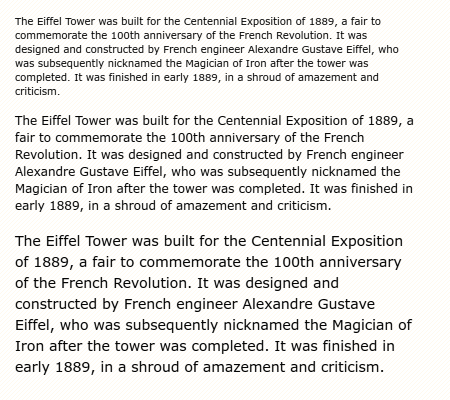 The Eiffel Tower was built for the Centennial Exposition of 1889, a fair to
commemorate the 100th anniversary of the French Revolution. It was
designed and constructed by French engineer Alexandre Gustave Eiffel, who
was subsequently nicknamed the Magician of Iron after the tower was
completed. It was finished in early 1889, in a shroud of amazement and
criticism.
The Eiffel Tower was built for the Centennial Exposition of 1889, a
fair to commemorate the 100th anniversary of the French
Revolution. It was designed and constructed by French engineer
Alexandre Gustave Eiffel, who was subsequently nicknamed the
Magician of Iron after the tower was completed. It was finished in
early 1889, in a shroud of amazement and criticism.
The Eiffel Tower was built for the Centennial Exposition
of 1889, a fair to commemorate the 100th anniversary
of the French Revolution. It was designed and
constructed by French engineer Alexandre Gustave
Eiffel, who was subsequently nicknamed the Magician of
Iron after the tower was completed. It was finished in
early 1889, in a shroud of amazement and criticism.